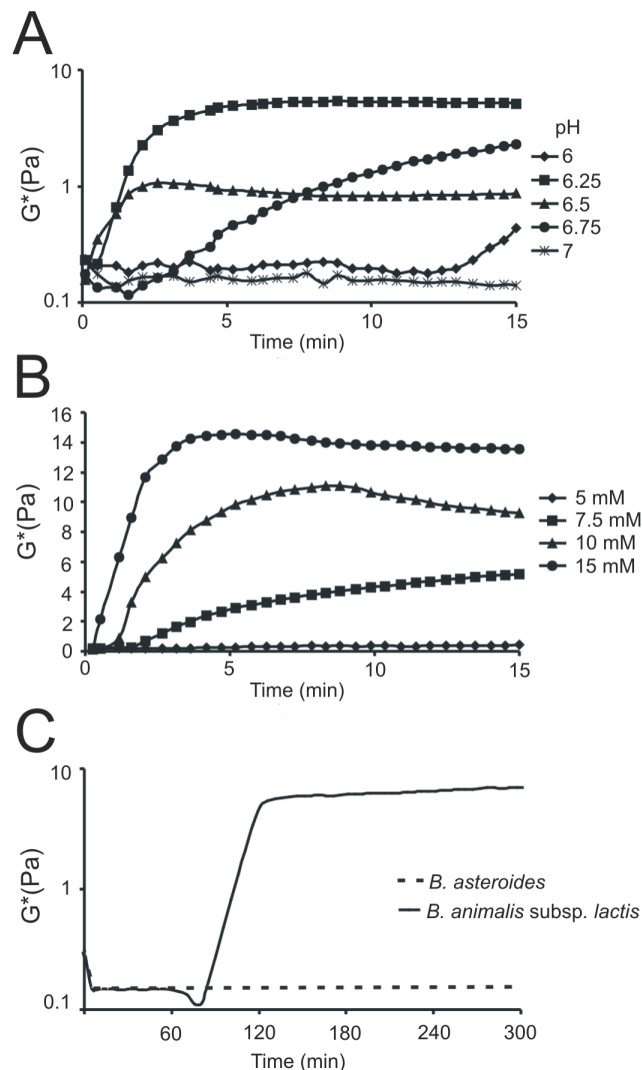 A
10
1
0.1
G*(Pa)
0
5
10
15
Time (min)
pH
6
6.25
6.5
6.75
7
B
16
14
12
10
8
6
4
2
0
G*(Pa)
0
5
10
15
Time (min)
5 mM
7.5 mM
10 mM
15 mM
C
10
1
0.1
G*(Pa)
60
120
180
240
300
Time (min)
B. asteroides
B. animalis subsp. lactis